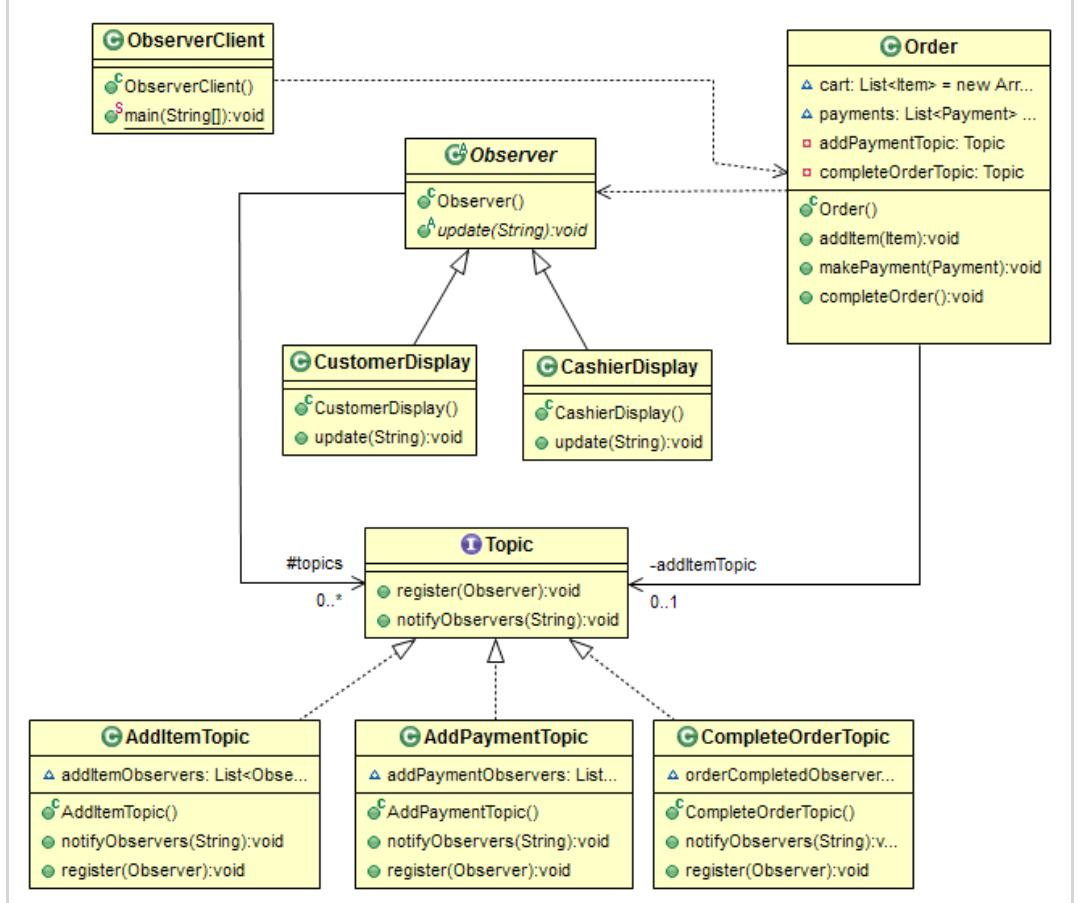 ObserverClient
ObserverClient()
main(String[]):void
Order
cart: List<Item> = new Arr...
payments: List<Payment> ...
addPaymentTopic: Topic
completeOrderTopic: Topic
Order()
addItem(Item):void
makePayment(Payment):void
completeOrder():void
Observer
Observer()
update(String):void
CustomerDisplay
CustomerDisplay()
update(String):void
CashierDisplay
CashierDisplay()
update(String):void
#topics
0..*
Topic
register(Observer):void
notifyObservers(String):void
-addItemTopic
0..1
AddItemTopic
addItemObservers: List<Obse...
AddItemTopic()
notifyObservers(String):void
register(Observer):void
AddPaymentTopic
addPaymentObservers: List...
AddPaymentTopic()
notifyObservers(String):void
register(Observer):void
CompleteOrderTopic
orderCompletedObserver...
CompleteOrderTopic()
notifyObservers(String):v...
register(Observer):void